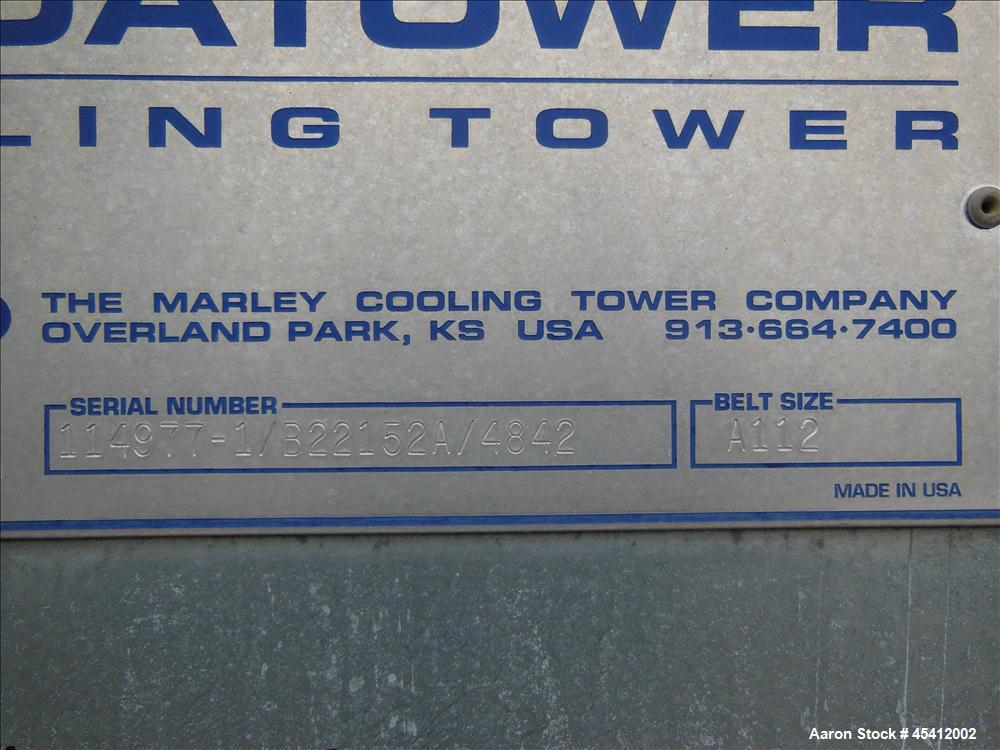 DATOWER
LING TOWER
THE MARLEY COOLING TOWER COMPANY
OVERLAND PARK, KS USA 913·664·7400
SERIAL NUMBER
114977-1/B22152A/4842
BELT SIZE
A112
MADE IN USA
Aaron Stock # 45412002